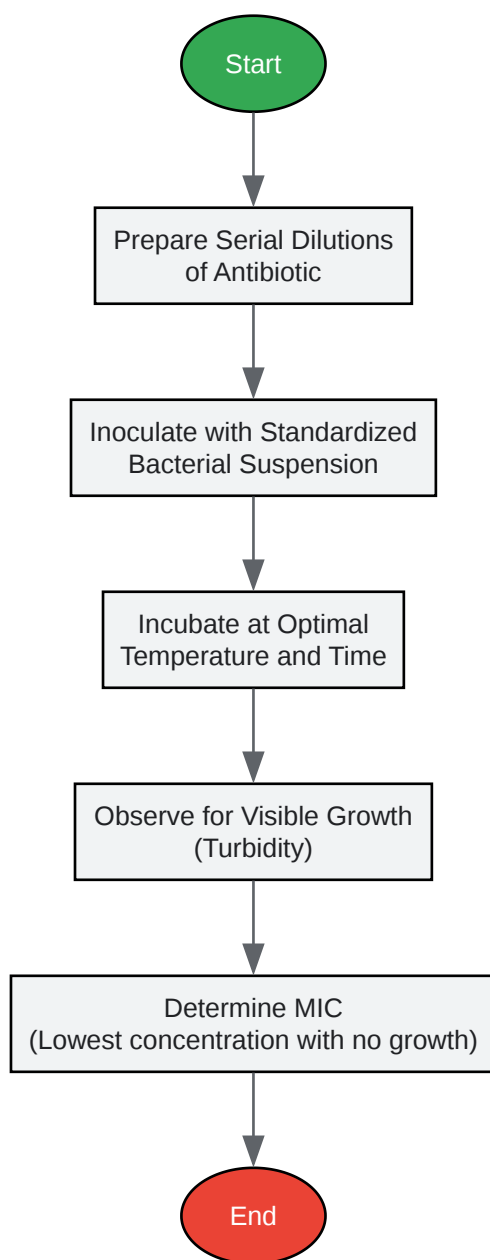 Start
Prepare Serial Dilutions
of Antibiotic
Inoculate with Standardized
Bacterial Suspension
Incubate at Optimal
Temperature and Time
Observe for Visible Growth
(Turbidity)
Determine MIC
(Lowest concentration with no growth)
End